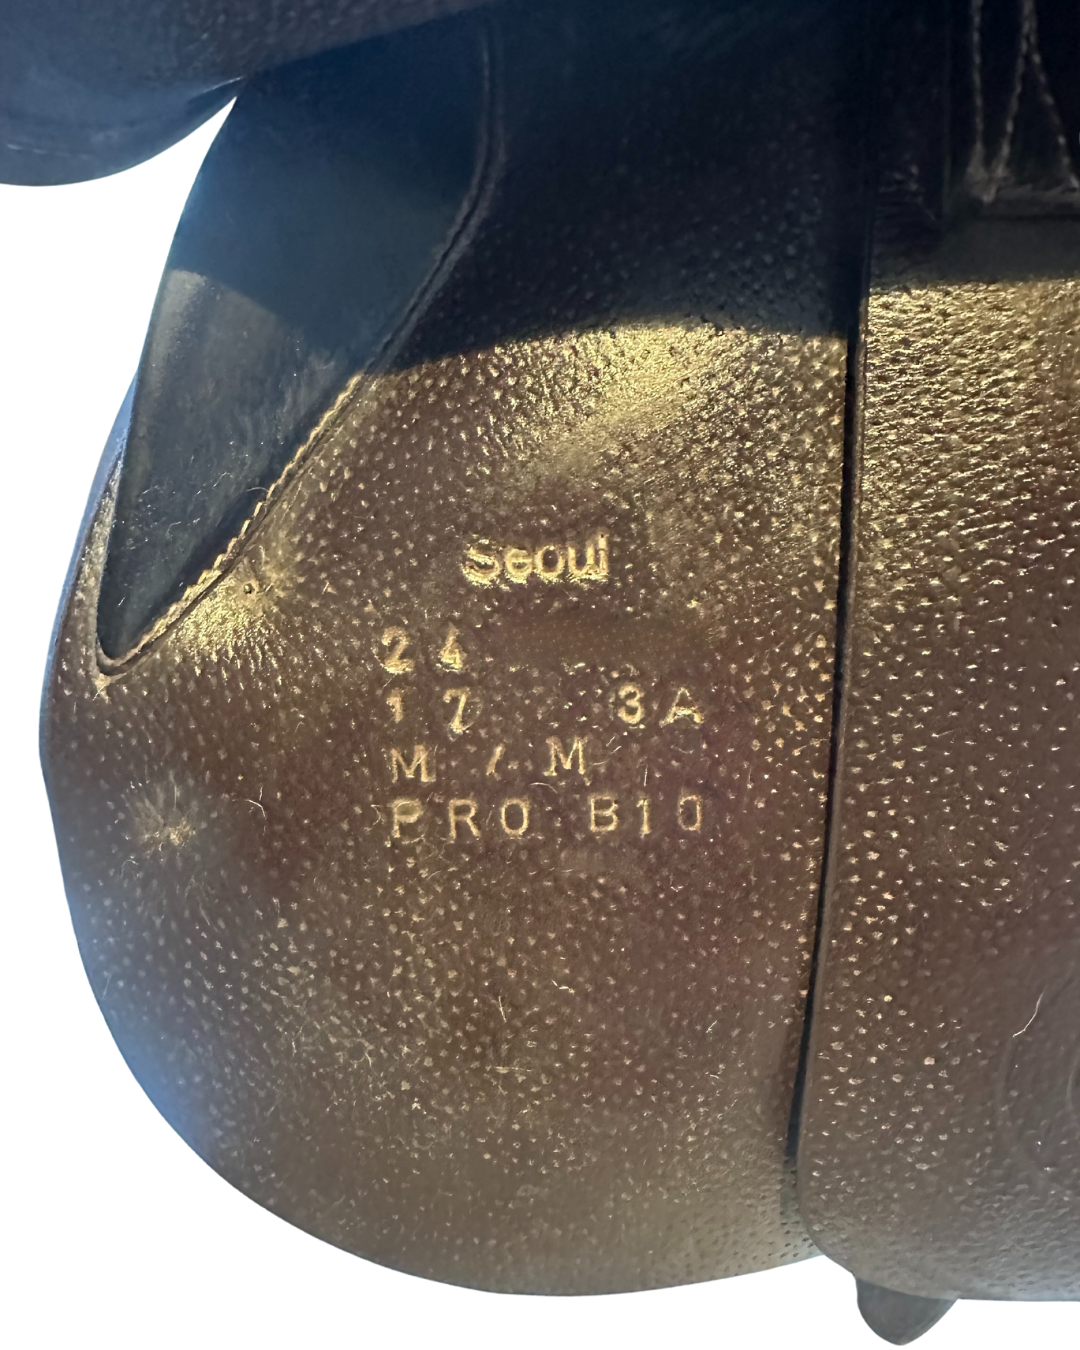 Seoul
24
17 3A
M / M
PRO B10